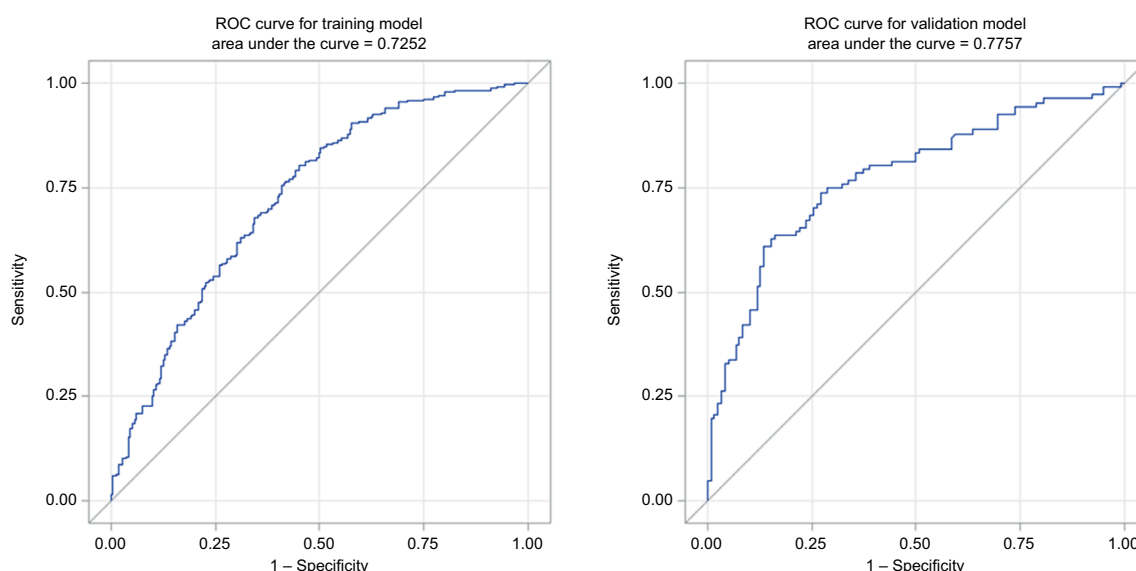 ROC curve for training model
area under the curve = 0.7252
1.00
0.75
0.50
0.25
0.00
Sensitivity
0.00 0.25 0.50 0.75 1.00
1 – Specificity
ROC curve for validation model
area under the curve = 0.7757
1.00
0.75
0.50
0.25
0.00
Sensitivity
0.00 0.25 0.50 0.75 1.00
1 – Specificity